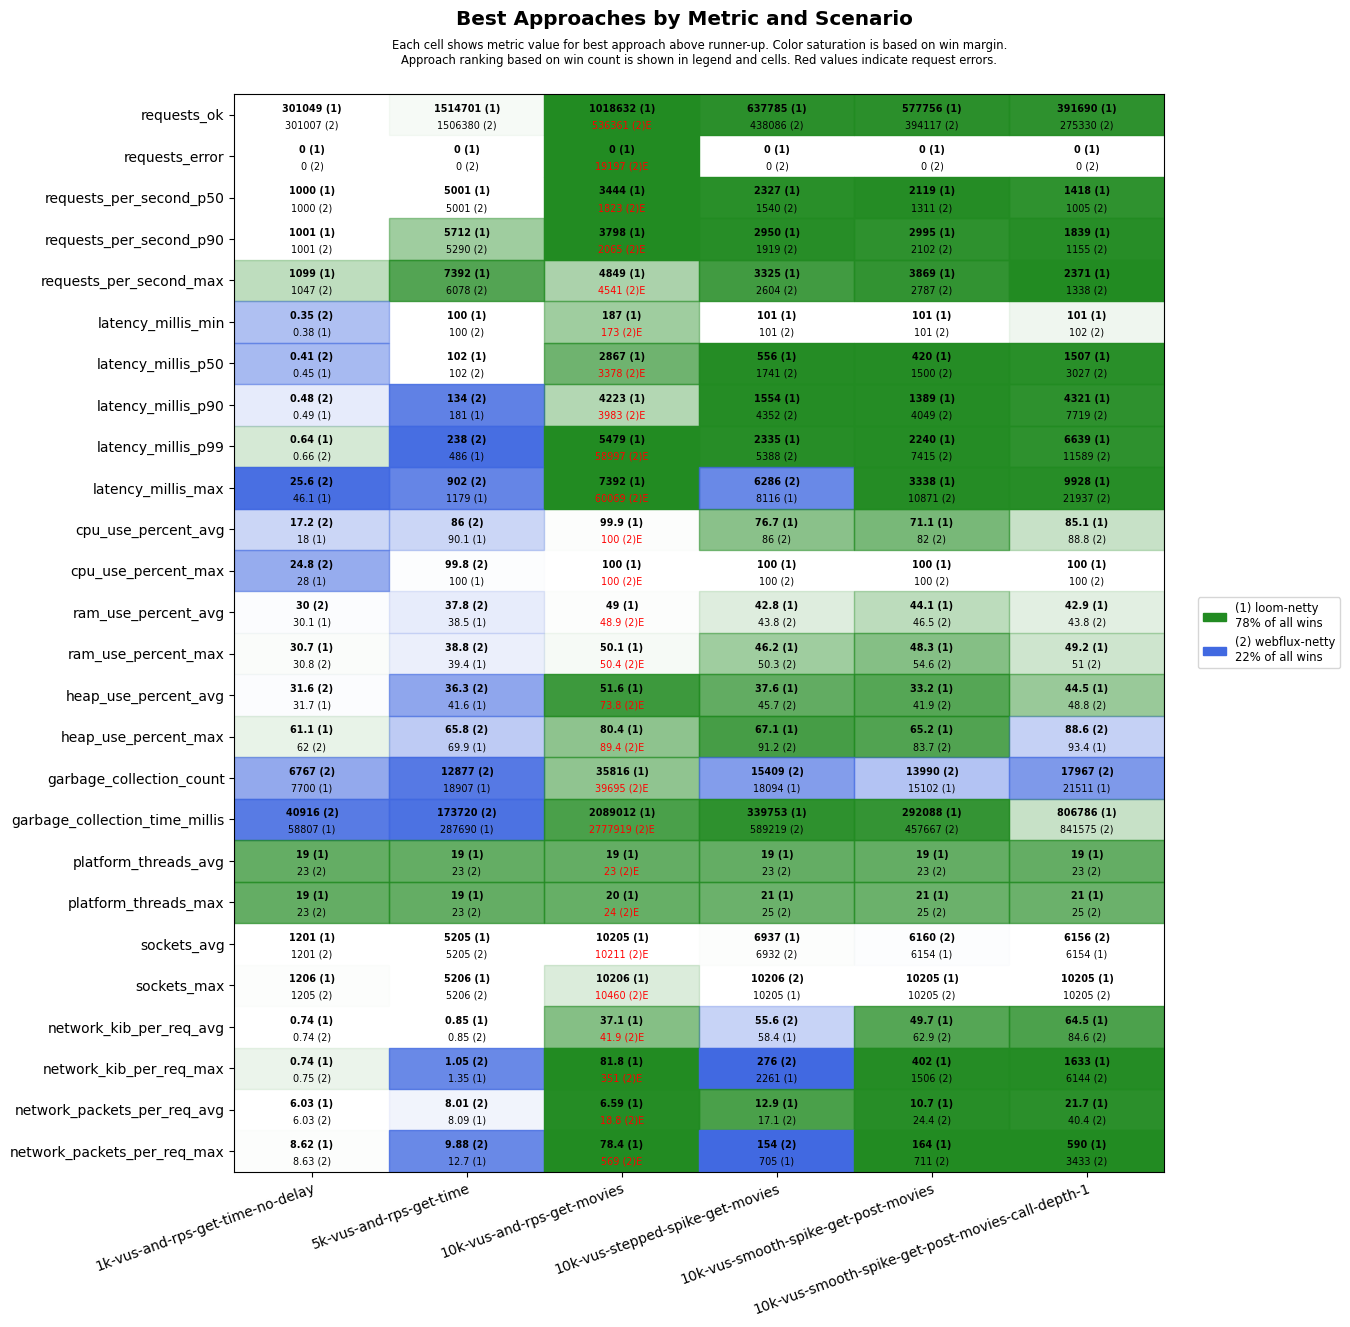 Best Approaches by Metric and Scenario
Each cell shows metric value for best approach above runner-up. Color saturation is based on win margin.
Approach ranking based on win count is shown in legend and cells. Red values indicate request errors.
requests_ok
301049 (1) 1514701 (1) 1018632 (1) 637785 (1) 577756 (1) 391690 (1)
301007 (2) 1506380 (2) 536361 (2)E 438086 (2) 394117 (2) 275330 (2)
requests_error
0 (1) 0 (1) 0 (1) 0 (1) 0 (1) 0 (1)
0 (2) 0 (2) 19197 (2)E 0 (2) 0 (2) 0 (2)
requests_per_second_p50
1000 (1) 5001 (1) 3444 (1) 2327 (1) 2119 (1) 1418 (1)
1000 (2) 5001 (2) 1823 (2)E 1540 (2) 1311 (2) 1005 (2)
requests_per_second_p90
1001 (1) 5712 (1) 3798 (1) 2950 (1) 2995 (1) 1839 (1)
1001 (2) 5290 (2) 2065 (2)E 1919 (2) 2102 (2) 1155 (2)
requests_per_second_max
1099 (1) 7392 (1) 4849 (1) 3325 (1) 3869 (1) 2371 (1)
1047 (2) 6078 (2) 4541 (2)E 2604 (2) 2787 (2) 1338 (2)
latency_millis_min
0.35 (2) 100 (1) 187 (1) 101 (1) 101 (1) 101 (1)
0.38 (1) 100 (2) 173 (2)E 101 (2) 101 (2) 102 (2)
latency_millis_p50
0.41 (2) 102 (1) 2867 (1) 556 (1) 420 (1) 1507 (1)
0.45 (1) 102 (2) 3378 (2)E 1741 (2) 1500 (2) 3027 (2)
latency_millis_p90
0.48 (2) 134 (2) 4223 (1) 1554 (1) 1389 (1) 4321 (1)
0.49 (1) 181 (1) 3983 (2)E 4352 (2) 4049 (2) 7719 (2)
latency_millis_p99
0.64 (1) 238 (2) 5479 (1) 2335 (1) 2240 (1) 6639 (1)
0.66 (2) 486 (1) 58997 (2)E 5388 (2) 7415 (2) 11589 (2)
latency_millis_max
25.6 (2) 902 (2) 7392 (1) 6286 (2) 3338 (1) 9928 (1)
46.1 (1) 1179 (1) 60069 (2)E 8116 (1) 10871 (2) 21937 (2)
cpu_use_percent_avg
17.2 (2) 86 (2) 99.9 (1) 76.7 (1) 71.1 (1) 85.1 (1)
18 (1) 90.1 (1) 100 (2)E 86 (2) 82 (2) 88.8 (2)
cpu_use_percent_max
24.8 (2) 99.8 (2) 100 (1) 100 (1) 100 (1) 100 (1)
28 (1) 100 (1) 100 (2)E 100 (2) 100 (2) 100 (2)
ram_use_percent_avg
30 (2) 37.8 (2) 49 (1) 42.8 (1) 44.1 (1) 42.9 (1)
30.1 (1) 38.5 (1) 48.9 (2)E 43.8 (2) 46.5 (2) 43.8 (2)
ram_use_percent_max
30.7 (1) 38.8 (2) 50.1 (1) 46.2 (1) 48.3 (1) 49.2 (1)
30.8 (2) 39.4 (1) 50.4 (2)E 50.3 (2) 54.6 (2) 51 (2)
heap_use_percent_avg
31.6 (2) 36.3 (2) 51.6 (1) 37.6 (1) 33.2 (1) 44.5 (1)
31.7 (1) 41.6 (1) 73.8 (2)E 45.7 (2) 41.9 (2) 48.8 (2)
heap_use_percent_max
61.1 (1) 65.8 (2) 80.4 (1) 67.1 (1) 65.2 (1) 88.6 (2)
62 (2) 69.9 (1) 89.4 (2)E 91.2 (2) 83.7 (2) 93.4 (1)
garbage_collection_count
6767 (2) 12877 (2) 35816 (1) 15409 (2) 13990 (2) 17967 (2)
7700 (1) 18907 (1) 39695 (2)E 18094 (1) 15102 (1) 21511 (1)
garbage_collection_time_millis
40916 (2) 173720 (2) 2089012 (1) 339753 (1) 292088 (1) 806786 (1)
58807 (1) 287690 (1) 2777919 (2)E 589219 (2) 457667 (2) 841575 (2)
platform_threads_avg
19 (1) 19 (1) 19 (1) 19 (1) 19 (1) 19 (1)
23 (2) 23 (2) 23 (2)E 23 (2) 23 (2) 23 (2)
platform_threads_max
19 (1) 19 (1) 20 (1) 21 (1) 21 (1) 21 (1)
23 (2) 23 (2) 24 (2)E 25 (2) 25 (2) 25 (2)
sockets_avg
1201 (1) 5205 (1) 10205 (1) 6937 (1) 6160 (2) 6156 (2)
1201 (2) 5205 (2) 10211 (2)E 6932 (2) 6154 (1) 6154 (1)
sockets_max
1206 (1) 5206 (1) 10206 (1) 10206 (2) 10205 (1) 10205 (1)
1205 (2) 5206 (2) 10460 (2)E 10205 (1) 10205 (2) 10205 (2)
network_kib_per_req_avg
0.74 (1) 0.85 (1) 37.1 (1) 55.6 (2) 49.7 (1) 64.5 (1)
0.74 (2) 0.85 (2) 41.9 (2)E 58.4 (1) 62.9 (2) 84.6 (2)
network_kib_per_req_max
0.74 (1) 1.05 (2) 81.8 (1) 276 (2) 402 (1) 1633 (1)
0.75 (2) 1.35 (1) 351 (2)E 2261 (1) 1506 (2) 6144 (2)
network_packets_per_req_avg
6.03 (1) 8.01 (2) 6.59 (1) 12.9 (1) 10.7 (1) 21.7 (1)
6.03 (2) 8.09 (1) 18.8 (2)E 17.1 (2) 24.4 (2) 40.4 (2)
network_packets_per_req_max
8.62 (1) 9.88 (2) 78.4 (1) 154 (2) 164 (1) 590 (1)
8.63 (2) 12.7 (1) 569 (2)E 705 (1) 711 (2) 3433 (2)
1k-vus-and-rps-get-time-no-delay
5k-vus-and-rps-get-time
10k-vus-and-rps-get-movies
10k-vus-stepped-spike-get-movies
10k-vus-smooth-spike-get-post-movies
10k-vus-smooth-spike-get-post-movies-call-depth-1
(1) loom-netty
78% of all wins
(2) webflux-netty
22% of all wins